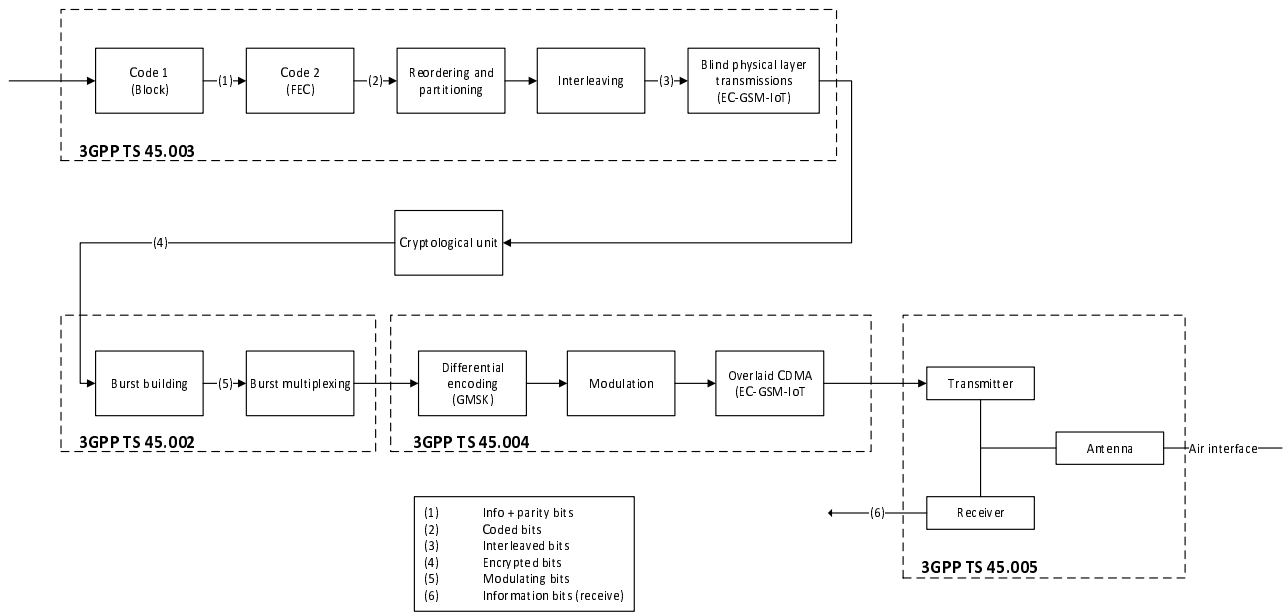 Code 1
(Block)
(1)
Code 2
(FEC)
(2)
Reordering and
partitioning
Interleaving
(3)
Blind physical layer
transmissions
(EC-GSM-IoT)
3GPP TS 45.003
(4)
Cryptological unit
Burst building
(5)
Burst multiplexing
3GPP TS 45.002
Differential
encoding
(GMSK)
Modulation
Overlaid CDMA
(EC-GSM-IoT
3GPP TS 45.004
Transmitter
Antenna
Air interface
(6)
Receiver
3GPP TS 45.005
(1) Info + parity bits
(2) Coded bits
(3) Interleaved bits
(4) Encrypted bits
(5) Modulating bits
(6) Information bits (receive)